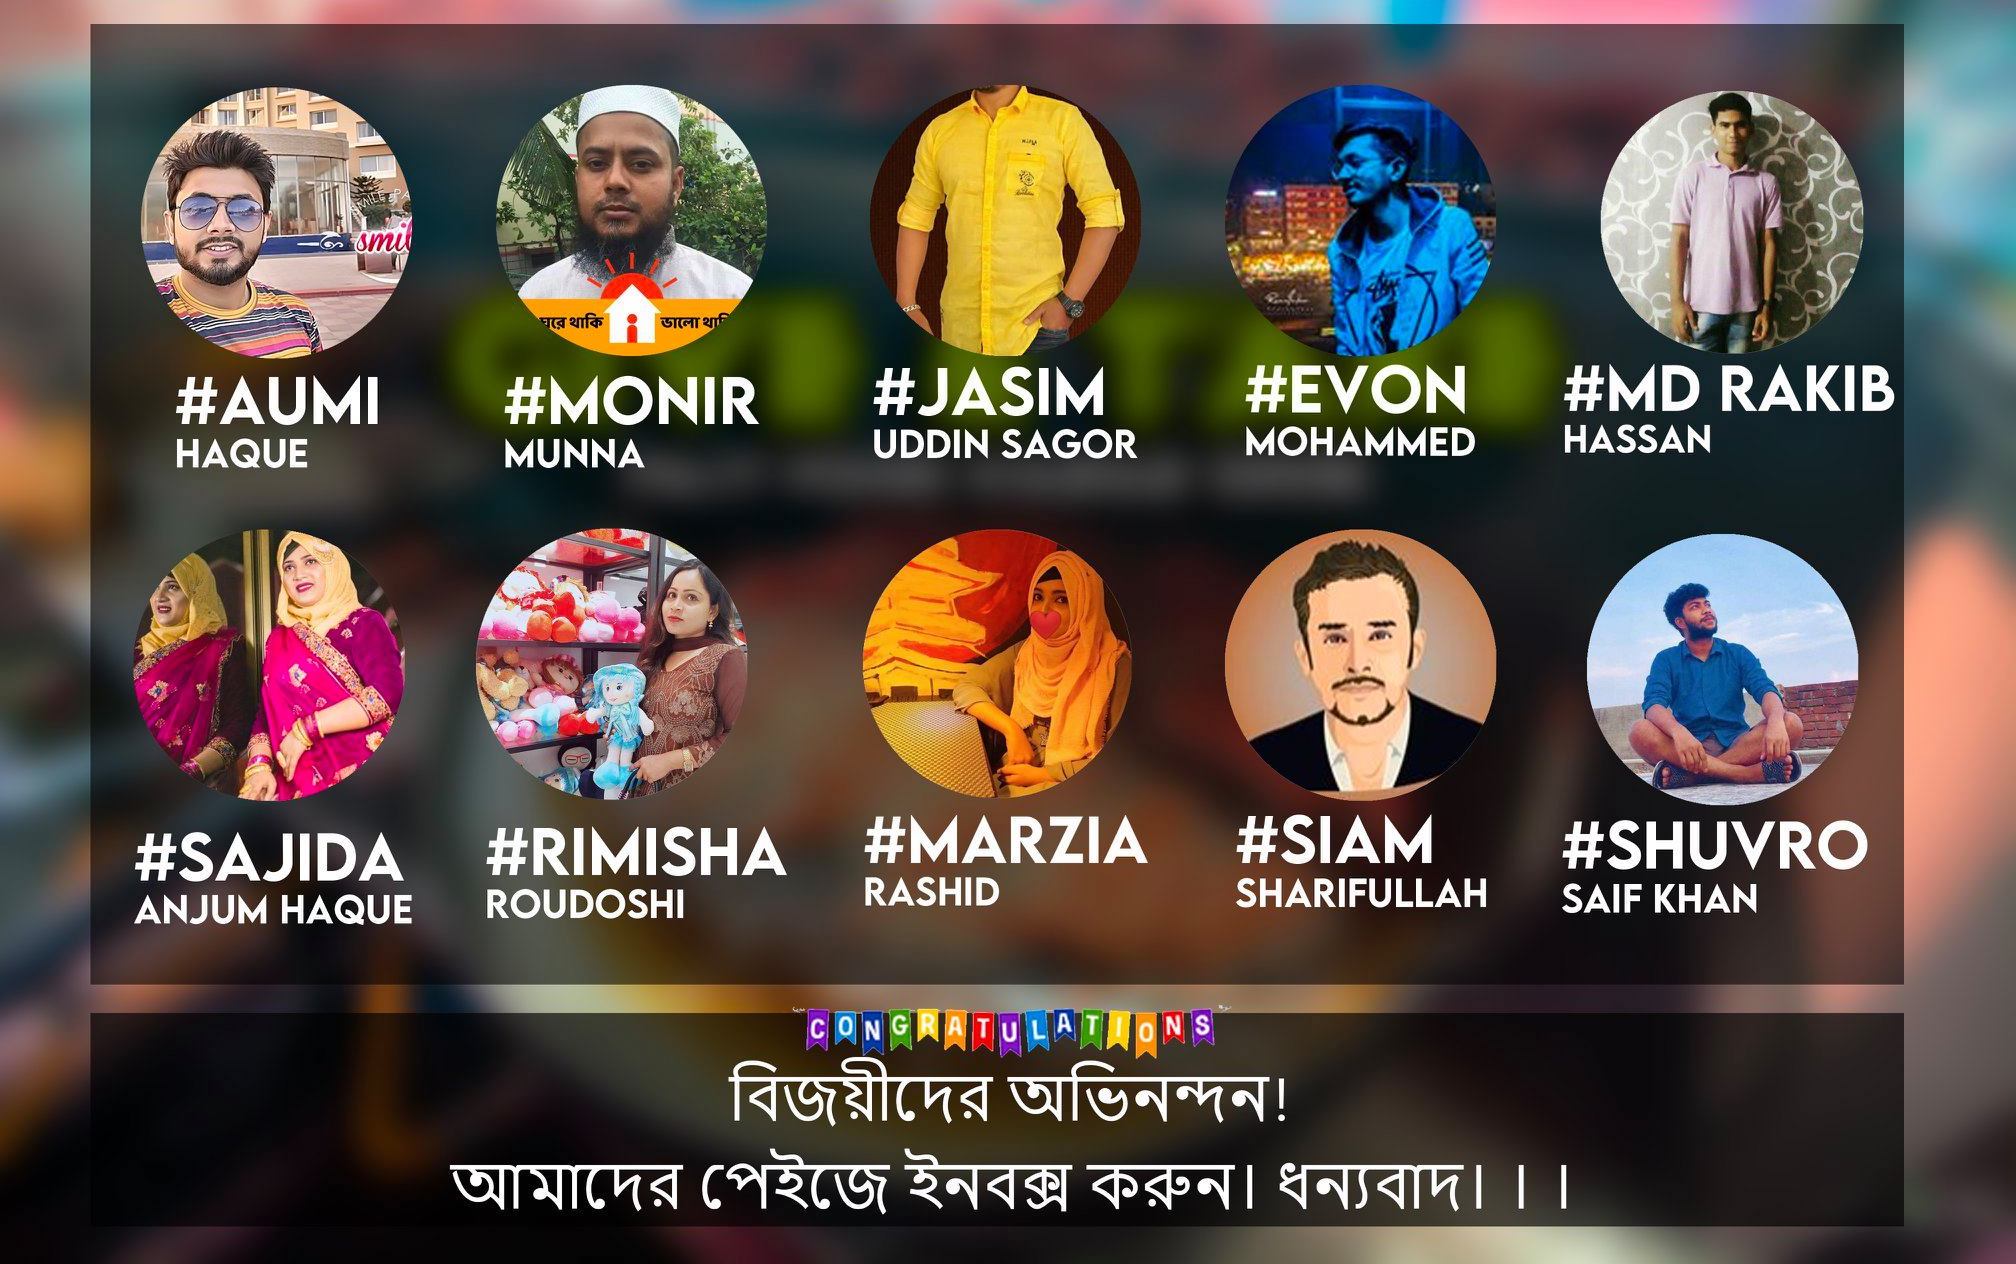 smil
ঘরে থাকি ভালো থাকি
#AUMI
HAQUE
#MONIR
MUNNA
#JASIM
UDDIN SAGOR
#EVON
MOHAMMED
#MD RAKIB
HASSAN
#SAJIDA
ANJUM HAQUE
#RIMISHA
ROUDOSHI
#MARZIA
RASHID
#SIAM
SHARIFULLAH
#SHUVRO
SAIF KHAN
CONGRATULATIONS
বিজয়ীদের অভিনন্দন!
আমাদের পেইজে ইনবক্স করুন। ধন্যবাদ। । ।